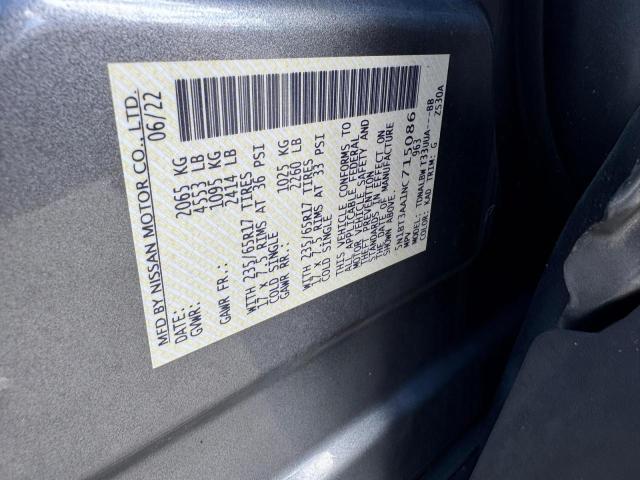 MFD BY NISSAN MOTOR CO., LTD.
DATE: 06/22
GVWR: 2065 KG
4553 LB
GAWR FR: 1095 KG
2414 LB
WITH 235/65R17 TIRES
17 X 7.5 RIMS AT 36 PSI
COLD SINGLE
GAWR RR: 1025 KG
2260 LB
WITH 235/65R17 TIRES
17 X 7.5 RIMS AT 33 PSI
COLD SINGLE
THIS VEHICLE CONFORMS TO
ALL APPLICABLE FEDERAL
MOTOR VEHICLE SAFETY AND
THEFT PREVENTION
STANDARDS IN EFFECT ON
THE DATE OF MANUFACTURE
SHOWN ABOVE.
5N1BT3AA1NC715086
MPV 963
MODEL: TDWALBWT33UUA---BB
COLOR: KAD TRIM: G ZS30A